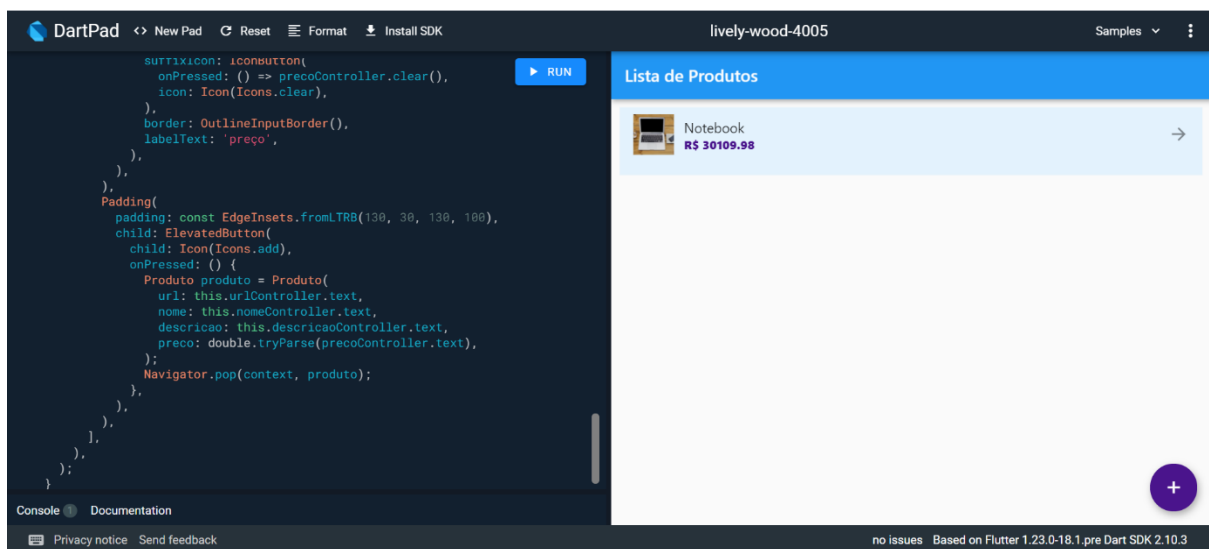 DartPad <> New Pad Reset Format Install SDK lively-wood-4005 Samples
suffixIcon: IconButton(
onPressed: () => precoController.clear(),
icon: Icon(Icons.clear),
),
border: OutlineInputBorder(),
labelText: 'preço',
),
),
),
Padding(
padding: const EdgeInsets.fromLTRB(130, 30, 130, 100),
child: ElevatedButton(
child: Icon(Icons.add),
onPressed: () {
Produto produto = Produto(
url: this.urlController.text,
nome: this.nomeController.text,
descricao: this.descricaoController.text,
preco: double.tryParse(precoController.text),
);
Navigator.pop(context, produto);
},
),
),
],
),
);
}
RUN
Lista de Produtos
Notebook
R$ 30109.98
Console 1 Documentation
Privacy notice Send feedback no issues Based on Flutter 1.23.0-18.1.pre Dart SDK 2.10.3